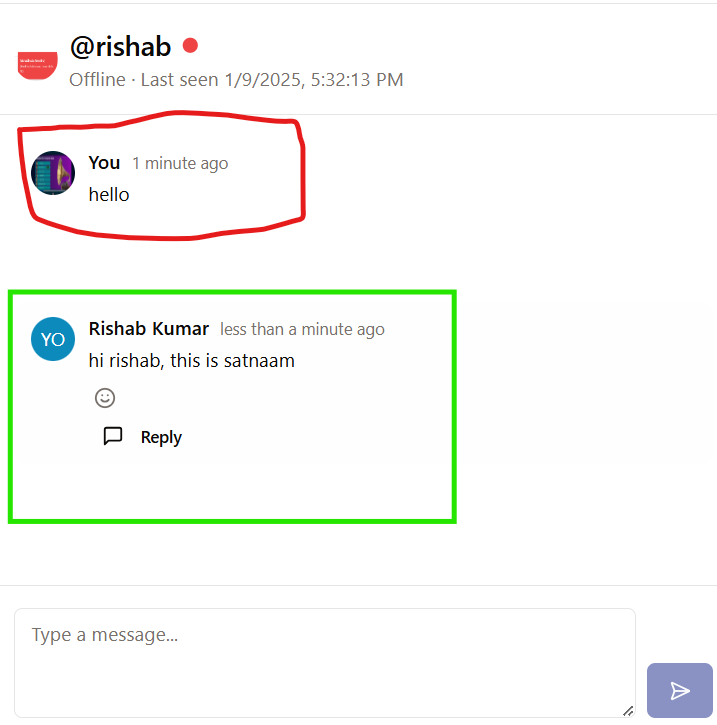 @rishab
Offline · Last seen 1/9/2025, 5:32:13 PM
You 1 minute ago
hello
YO
Rishab Kumar less than a minute ago
hi rishab, this is satnaam
Reply
Type a message...